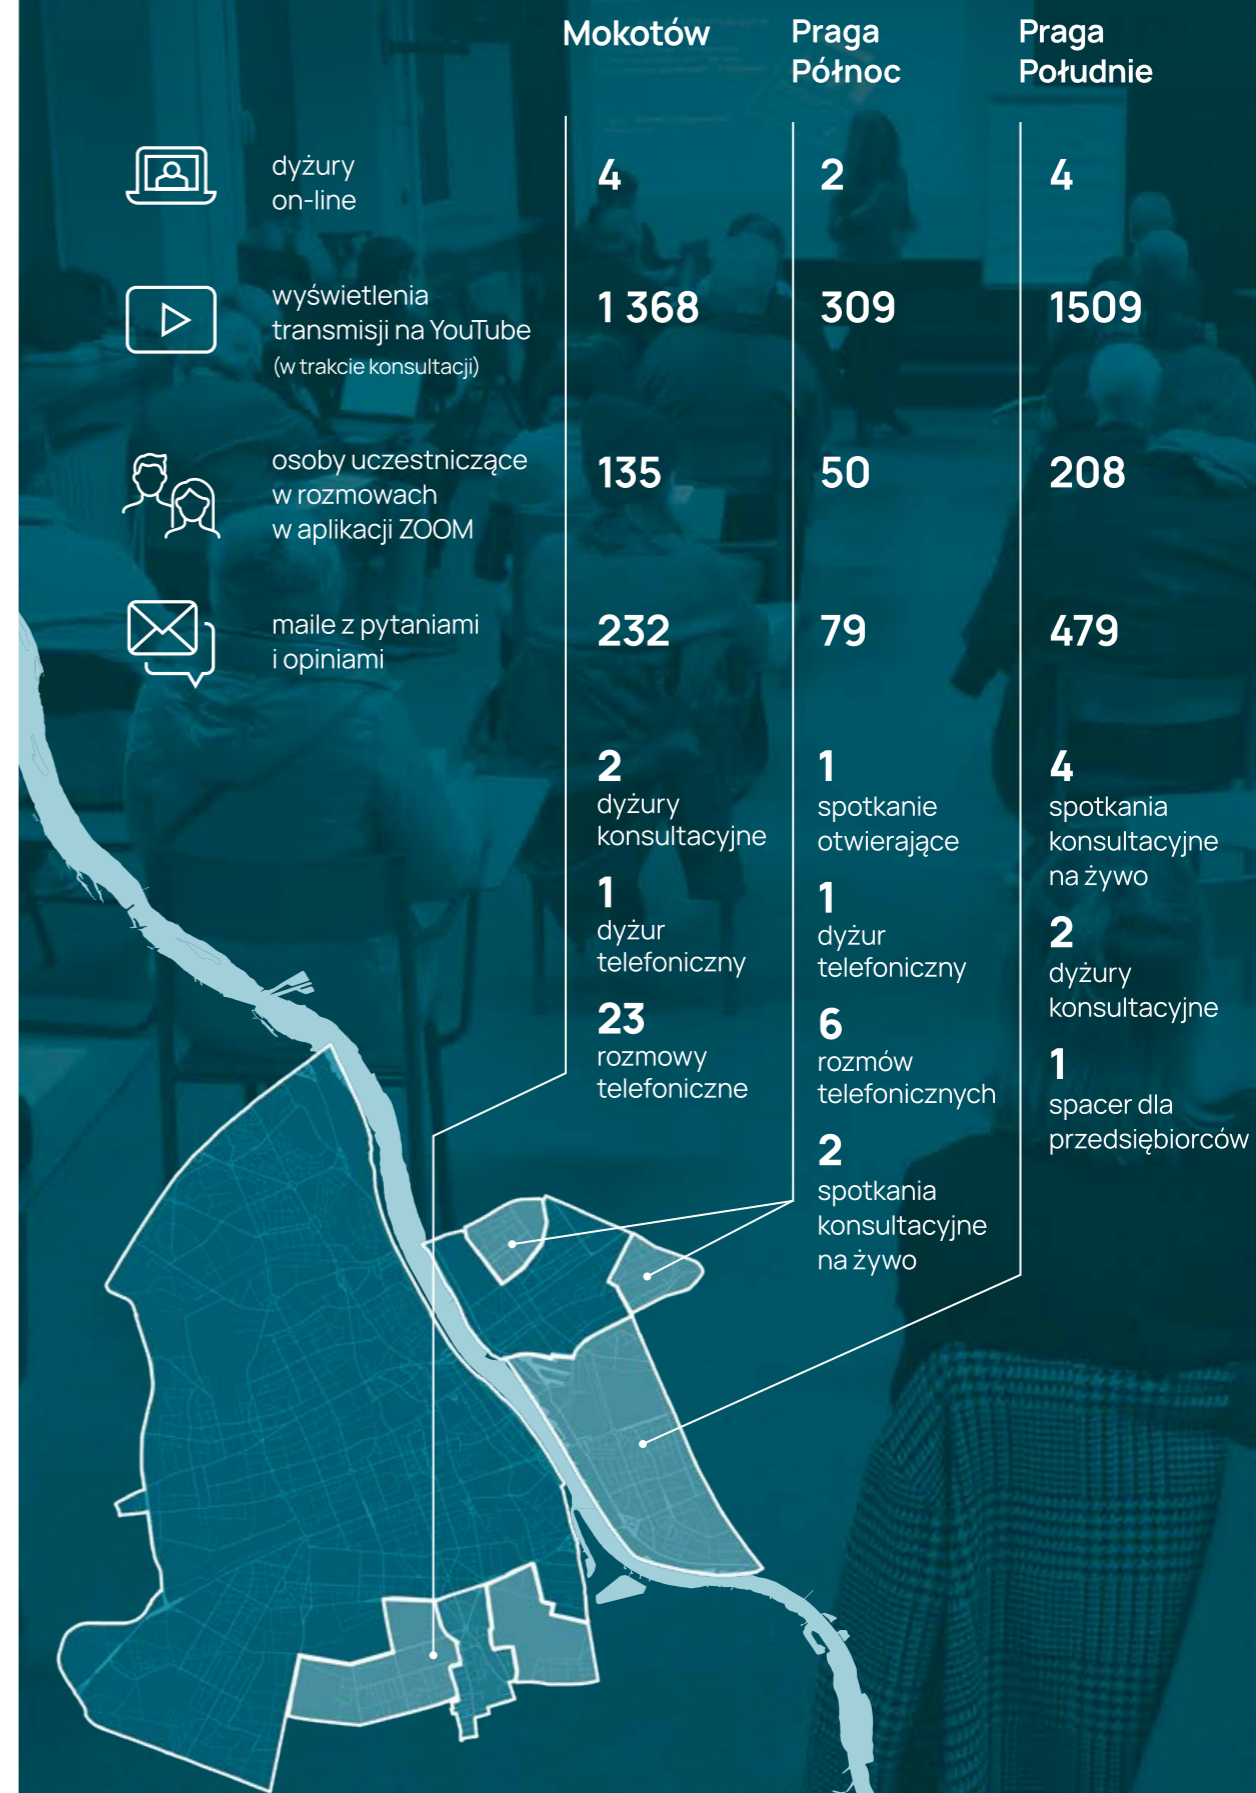 Mokotów
Praga
Północ
Praga
Południe
dyżury
on-line
4
2
4
wyświetlenia
transmisji na YouTube
(w trakcie konsultacji)
1 368
309
1509
osoby uczestniczące
w rozmowach
w aplikacji ZOOM
135
50
208
maile z pytaniami
i opiniami
232
79
479
2
dyżury
konsultacyjne
1
dyżur
telefoniczny
23
rozmowy
telefoniczne
1
spotkanie
otwierające
1
dyżur
telefoniczny
6
rozmów
telefonicznych
2
spotkania
konsultacyjne
na żywo
4
spotkania
konsultacyjne
na żywo
2
dyżury
konsultacyjne
1
spacer dla
przedsiębiorców